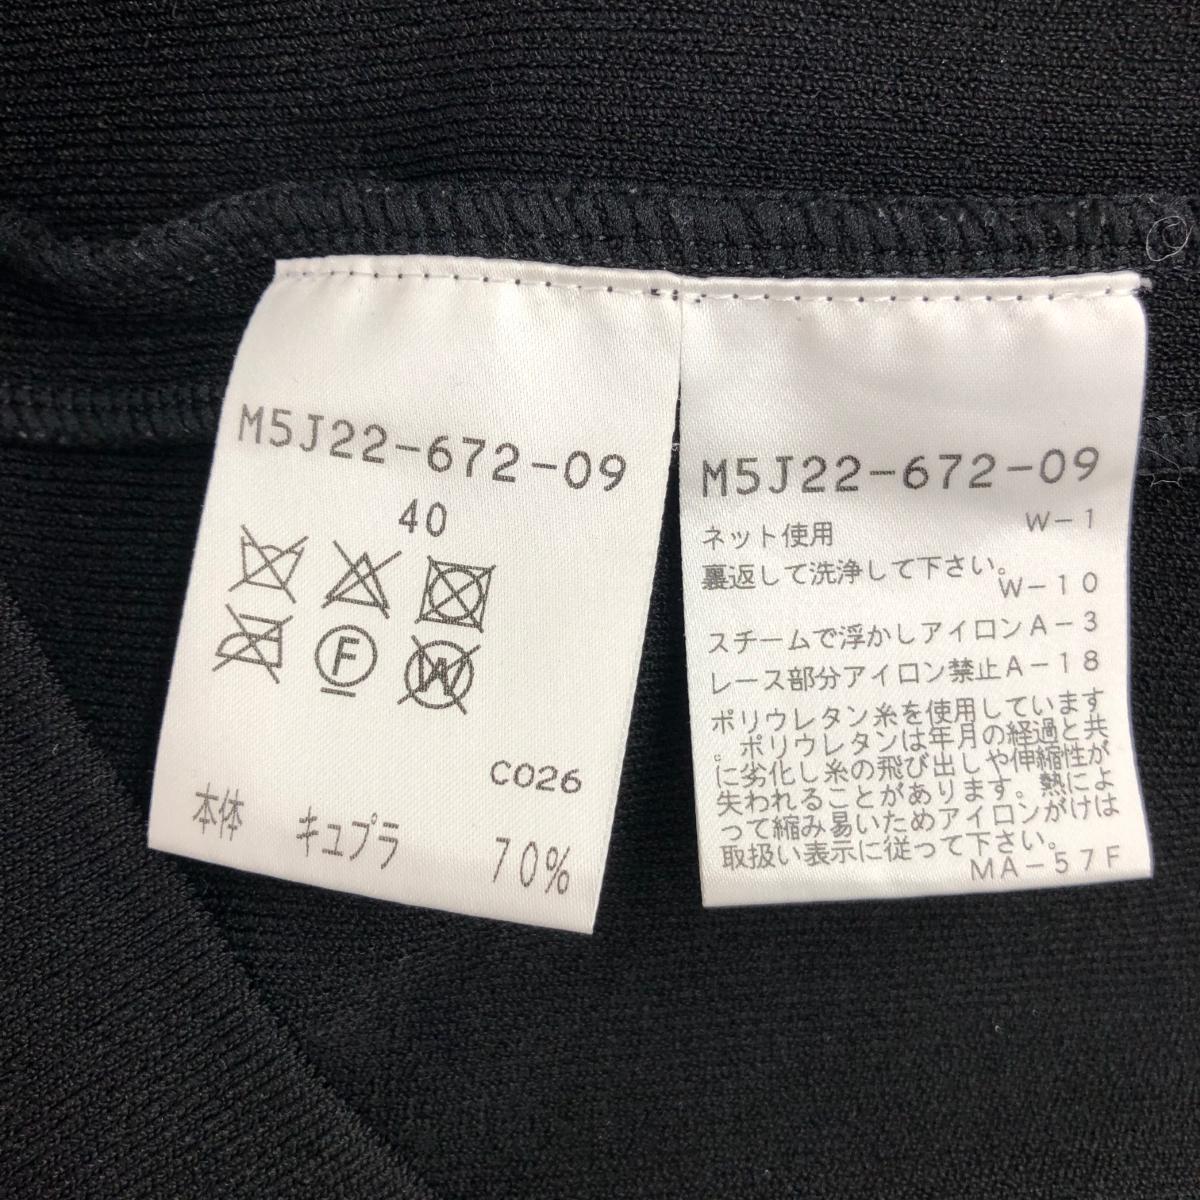 M5J22-672-09
40
F
W
C026
本体 キュプラ 70%
M5J22-672-09
ネット使用 W-1
裏返して洗浄して下さい。
W-10
スチームで浮かしアイロンA-3
レース部分アイロン禁止A-18
ポリウレタン糸を使用しています
。ポリウレタンは年月の経過と共
に劣化し糸の飛び出しや伸縮性が
失われることがあります。熱によ
って縮み易いためアイロンがけは
取扱い表示に従って下さい。
MA-57F